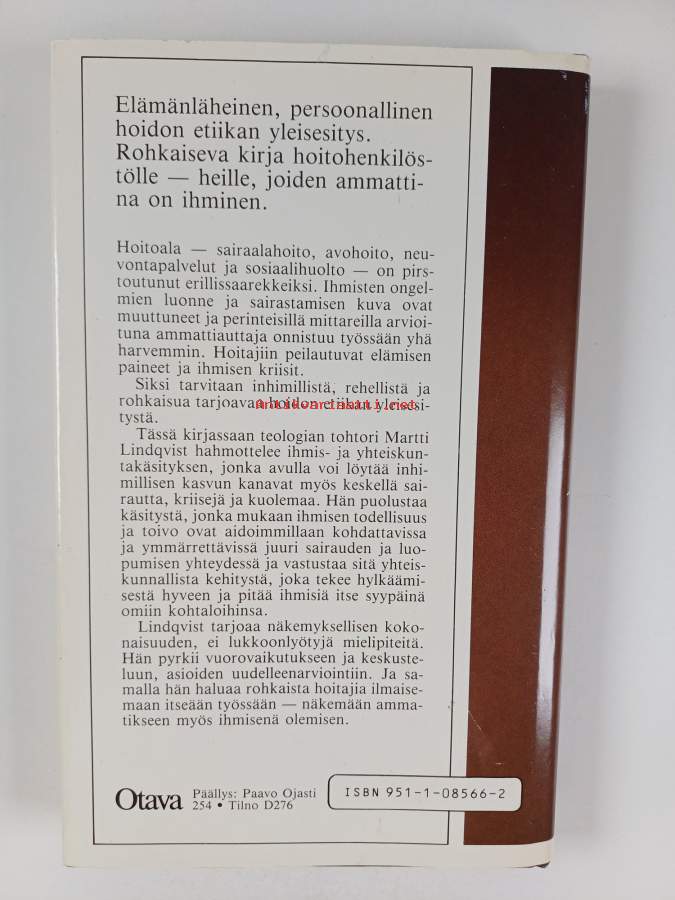 Elämänläheinen, persoonallinen
hoidon etiikan yleisesitys.
Rohkaiseva kirja hoitohenkilös-
tölle — heille, joiden ammatti-
na on ihminen.
Hoitoala — sairaalahoito, avohoito, neu-
vontapalvelut ja sosiaalihuolto — on pirs-
toutunut erillissaarekkeiksi. Ihmisten ongel-
mien luonne ja sairastamisen kuva ovat
muuttuneet ja perinteisillä mittareilla arvioi-
tuna ammattiauttaja onnistuu työssään yhä
harvemmin. Hoitajiin peilautuvat elämisen
paineet ja ihmisen kriisit.
Siksi tarvitaan inhimillistä, rehellistä ja
rohkaisua tarjoavaa hoidon etiikan yleisesi-
antikvariaatti.net
tystä.
Tässä kirjassaan teologian tohtori Martti
Lindqvist hahmottelee ihmis- ja yhteiskun-
takäsityksen, jonka avulla voi löytää inhi-
millisen kasvun kanavat myös keskellä sai-
rautta, kriisejä ja kuolemaa. Hän puolustaa
käsitystä, jonka mukaan ihmisen todellisuus
ja toivo ovat aidoimmillaan kohdattavissa
ja ymmärrettävissä juuri sairauden ja luo-
pumisen yhteydessä ja vastustaa sitä yhteis-
kunnallista kehitystä, joka tekee hylkäämi-
sestä hyveen ja pitää ihmisiä itse syypäinä
omiin kohtaloihinsa.
Lindqvist tarjoaa näkemyksellisen koko-
naisuuden, ei lukkoonlyötyjä mielipiteitä.
Hän pyrkii vuorovaikutukseen ja keskuste-
luun, asioiden uudelleenarviointiin. Ja sa-
malla hän haluaa rohkaista hoitajia ilmaise-
maan itseään työssään — näkemään amma-
tikseen myös ihmisenä olemisen.
Otava
Päällys: Paavo Ojasti
254 • Tilno D276
ISBN 951-1-08566-2